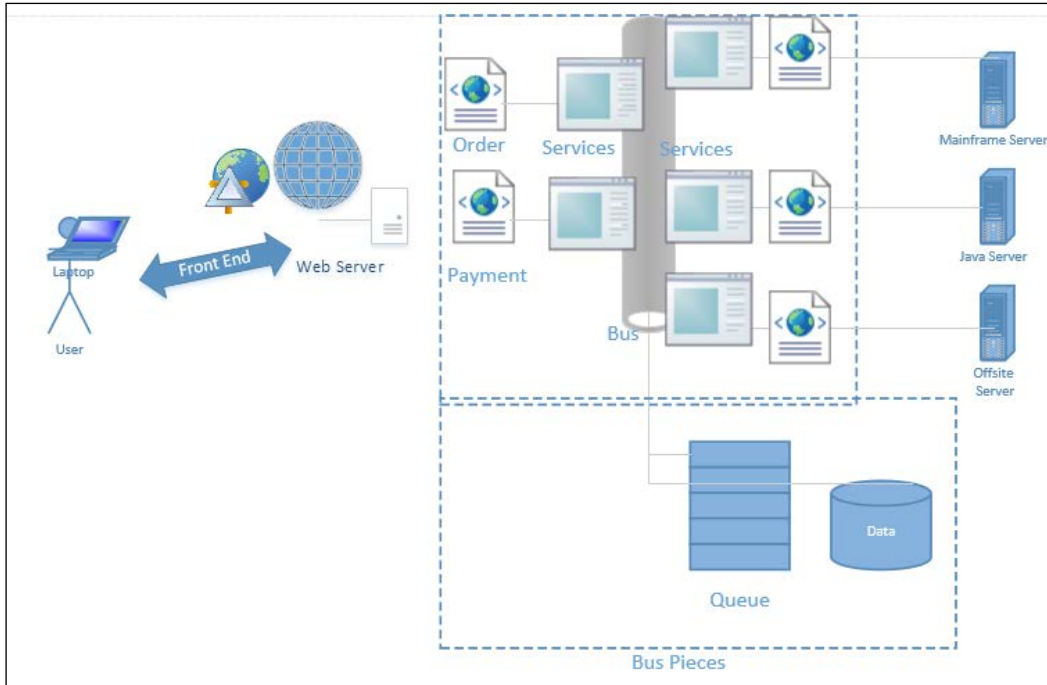 Order
Services
Services
Mainframe Server
Laptop
Front End
Web Server
Payment
Java Server
User
Bus
Offsite
Server
Data
Queue
Bus Pieces